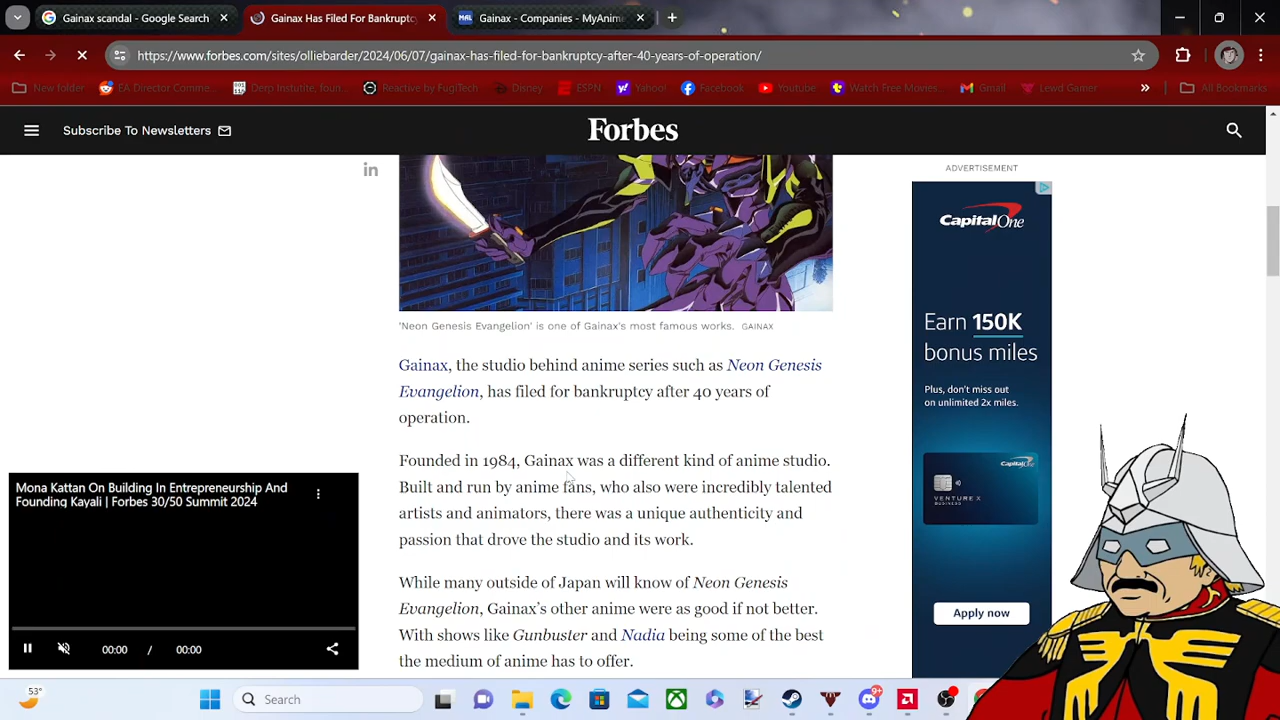 Gainax scandal - Google Search
Gainax Has Filed For Bankruptc
MAL
Gainax - Companies - MyAnim
https://www.forbes.com/sites/olliebarder/2024/06/07/gainax-has-filed-for-bankruptcy-after-40-years-of-operation/
New folder
EA Director Comme...
Derp Instutite, foun...
Reactive by FugiTech
Disney
ESPN
Yahoo!
Facebook
Youtube
Watch Free Movies...
Gmail
Lewd Gamer
All Bookmarks
Subscribe To Newsletters
Forbes
in
ADVERTISEMENT
'Neon Genesis Evangelion' is one of Gainax's most famous works. GAINAX
Gainax, the studio behind anime series such as Neon Genesis
Evangelion, has filed for bankruptcy after 40 years of
operation.
Founded in 1984, Gainax was a different kind of anime studio.
Built and run by anime fans, who also were incredibly talented
artists and animators, there was a unique authenticity and
passion that drove the studio and its work.
While many outside of Japan will know of Neon Genesis
Evangelion, Gainax's other anime were as good if not better.
With shows like Gunbuster and Nadia being some of the best
the medium of anime has to offer.
Mona Kattan On Building In Entrepreneurship And
Founding Kayali | Forbes 30/50 Summit 2024
00:00 / 00:00
Capital One
Earn 150K
bonus miles
Plus, don't miss out
on unlimited 2x miles.
Capital One
VENTURE X
BUSINESS
Apply now
53°
Search
9+